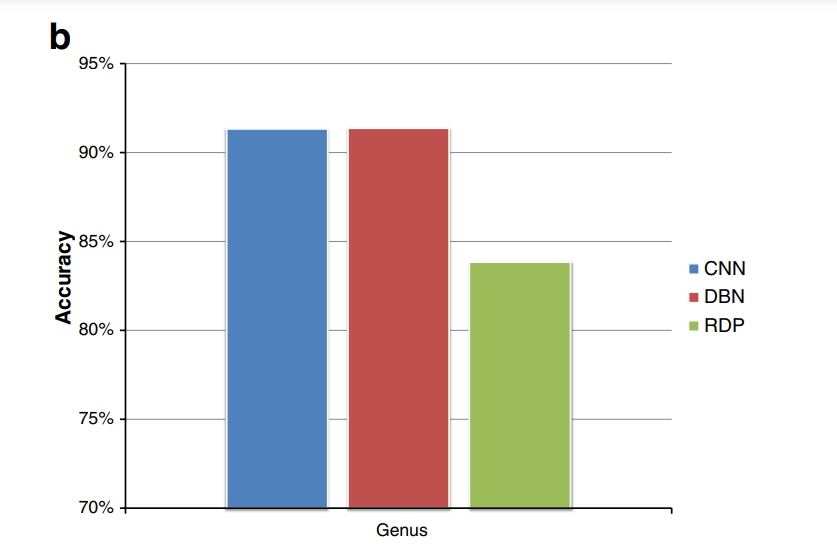 b
95%
90%
85%
80%
75%
70%
Accuracy
Genus
CNN
DBN
RDP